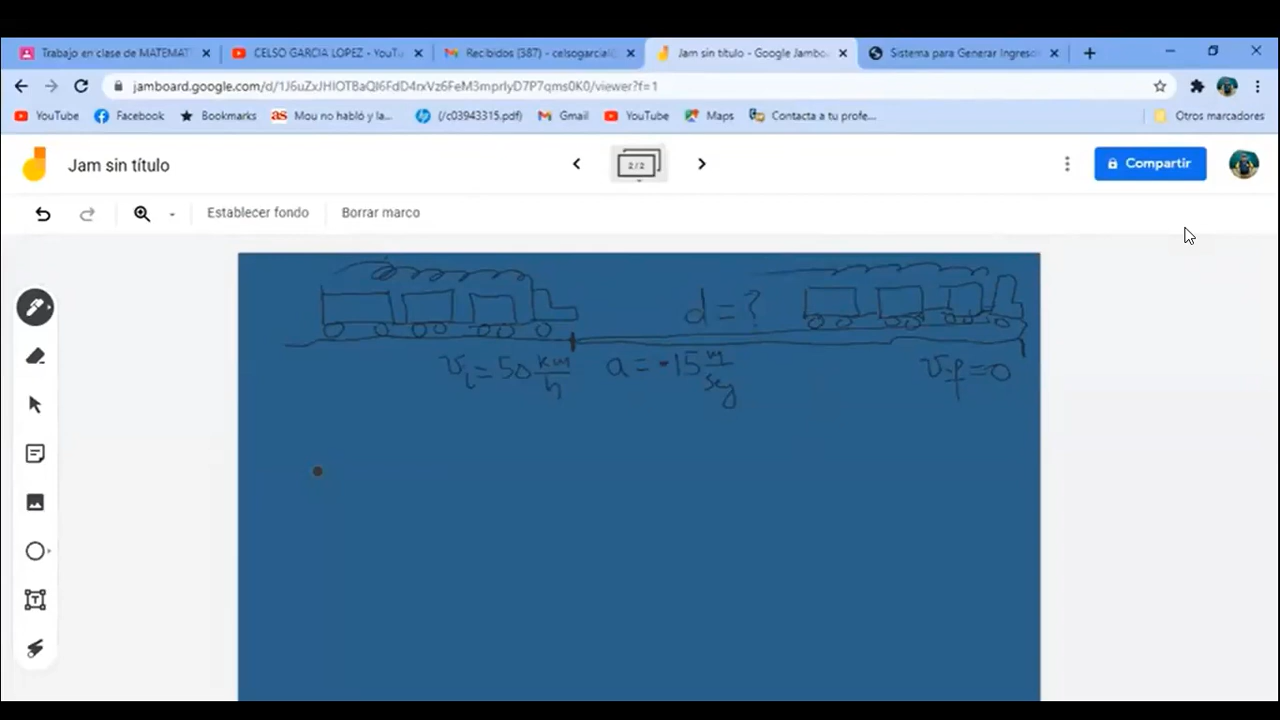 Trabajo en clase de MATEMAT
CELSO GARCIA LOPEZ - YouTu
Recibidos (387) - celsogarcial@
Jam sin título - Google Jamboa
Sistema para Generar Ingreso
jamboard.google.com/d/1J6uZxJHIOTBaQI6FdD4rxVz6FeM3mprlyD7P7qms0K0/viewer?f=1
YouTube
Facebook
Bookmarks
as Mou no habló y la...
(/c03943315.pdf)
Gmail
YouTube
Maps
Contacta a tu profe...
Otros marcadores
Jam sin título
2/2
Compartir
Establecer fondo
Borrar marco
d = ?
vi = 50 km/h
a = -15 m/seg
vf = 0